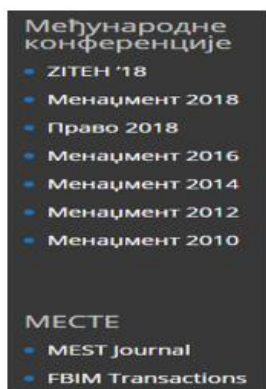 Међународне
конференције
ZITEH ‘18
Менаџмент 2018
Право 2018
Менаџмент 2016
Менаџмент 2014
Менаџмент 2012
Менаџмент 2010
МЕСТЕ
MEST Journal
FBIM Transactions